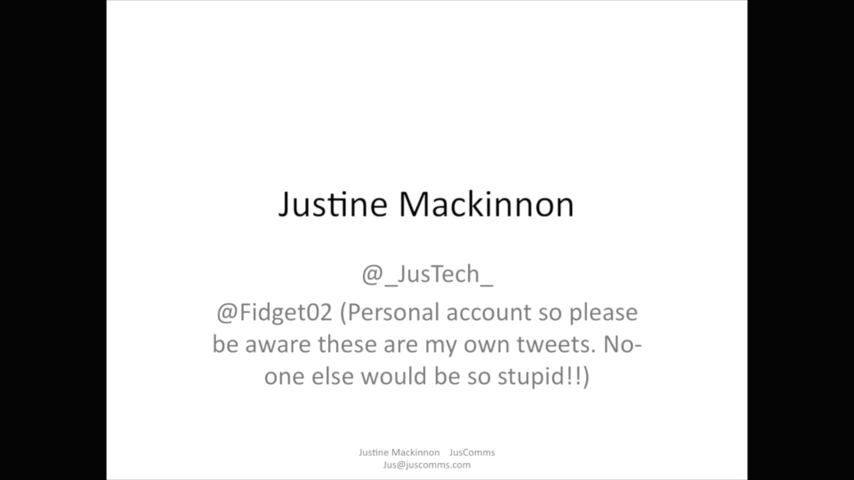 Justine Mackinnon
@_JusTech_
@Fidget02 (Personal account so please
be aware these are my own tweets. No-
one else would be so stupid!!)
Justine Mackinnon JusComms
Jus@juscomms.com